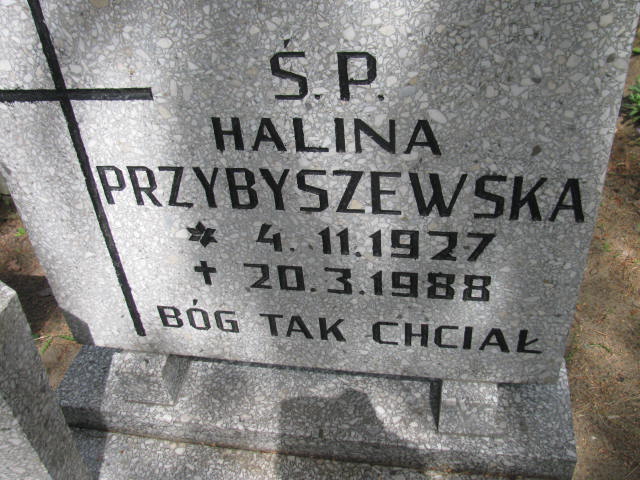 Ś.P.
HALINA
PRZYBYSZEWSKA
* 4.11.1927
† 20.3.1988
BÓG TAK CHCIAŁ